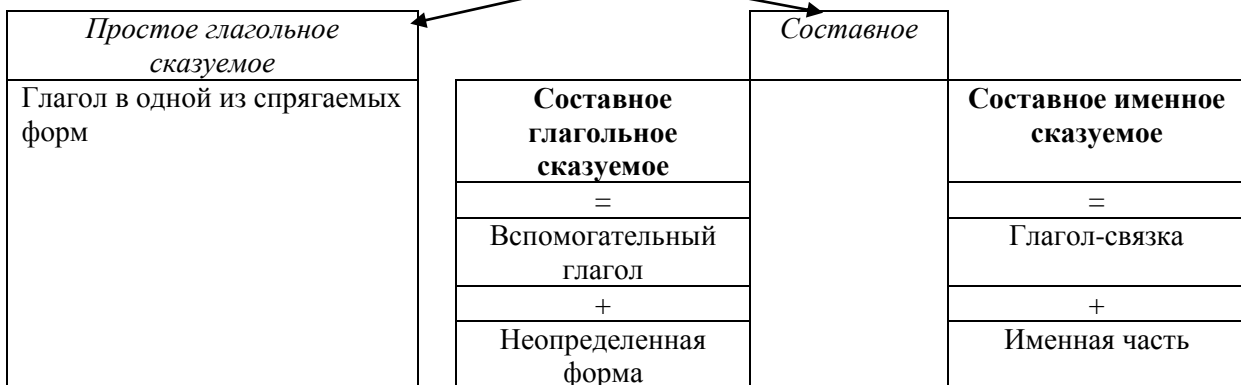 Простое глагольное
сказуемое
Составное
Глагол в одной из спрягаемых
форм
Составное
глагольное
сказуемое
=
Вспомогательный
глагол
+
Неопределенная
форма
Составное именное
сказуемое
=
Глагол-связка
+
Именная часть